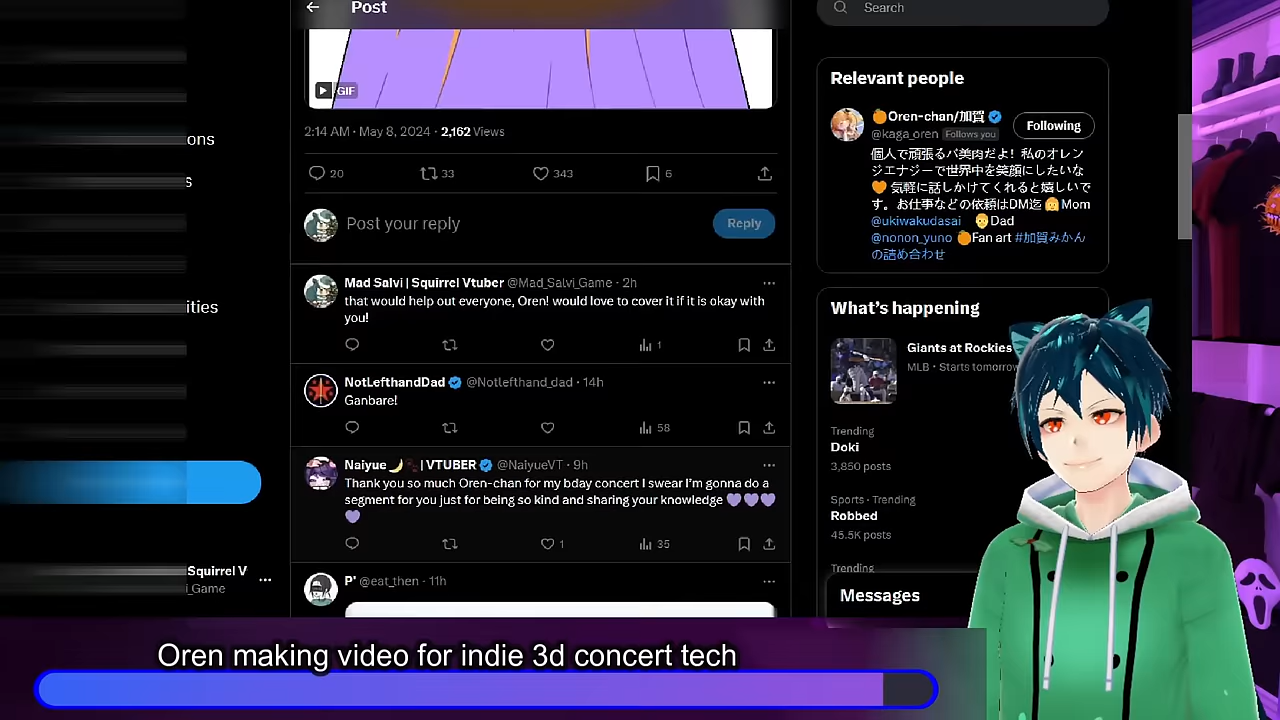 Post
Search
GIF
2:14 AM · May 8, 2024 · 2,162 Views
20
33
343
6
Post your reply
Reply
Mad Salvi | Squirrel Vtuber @Mad_Salvi_Game · 2h
that would help out everyone, Oren! would love to cover it if it is okay with
you!
1
NotLefthandDad @Notlefthand_dad · 14h
Ganbare!
58
Naiyue 🌙 | VTUBER @NaiyueVT · 9h
Thank you so much Oren-chan for my bday concert I swear I'm gonna do a
segment for you just for being so kind and sharing your knowledge 💜💜💜
💜
1
35
P' @eat_then · 11h
ons
s
ities
Squirrel V
i_Game
Relevant people
🍊Oren-chan/加賀
@kaga_oren Follows you
Following
個人で頑張るバ美肉だよ！私のオレン
ジエナジーで世界中を笑顔にしたいな
🧡 気軽に話しかけてくれると嬉しいで
す。お仕事などの依頼はDM迄 👩Mom
@ukiwakudasai 👨Dad
@nonon_yuno 🍊Fan art #加賀みかん
の詰め合わせ
What's happening
Giants at Rockies
MLB · Starts tomorrow
Trending
Doki
3,850 posts
Sports · Trending
Robbed
45.5K posts
Trending
Messages
Oren making video for indie 3d concert tech